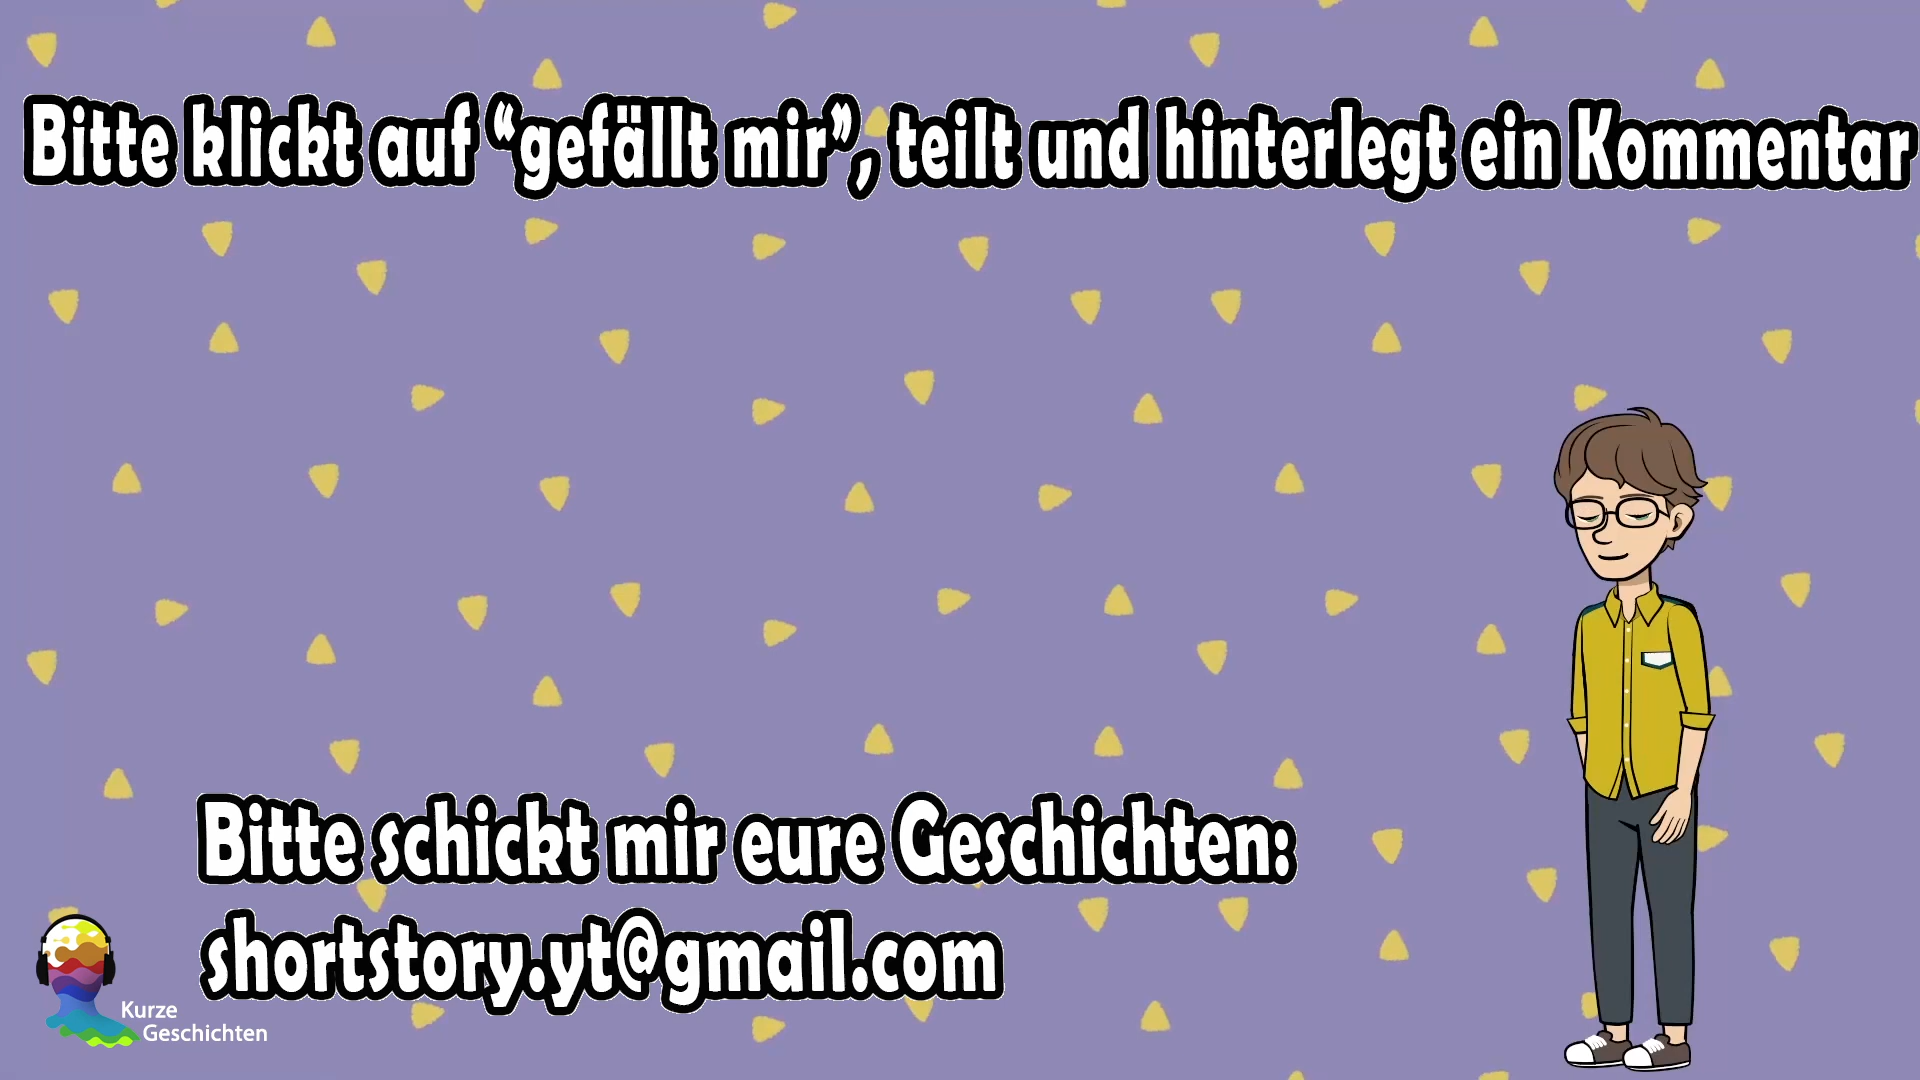 Bitte klickt auf “gefällt mir”, teilt und hinterlegt ein Kommentar
Bitte schickt mir eure Geschichten:
shortstory.yt@gmail.com
Kurze
Geschichten